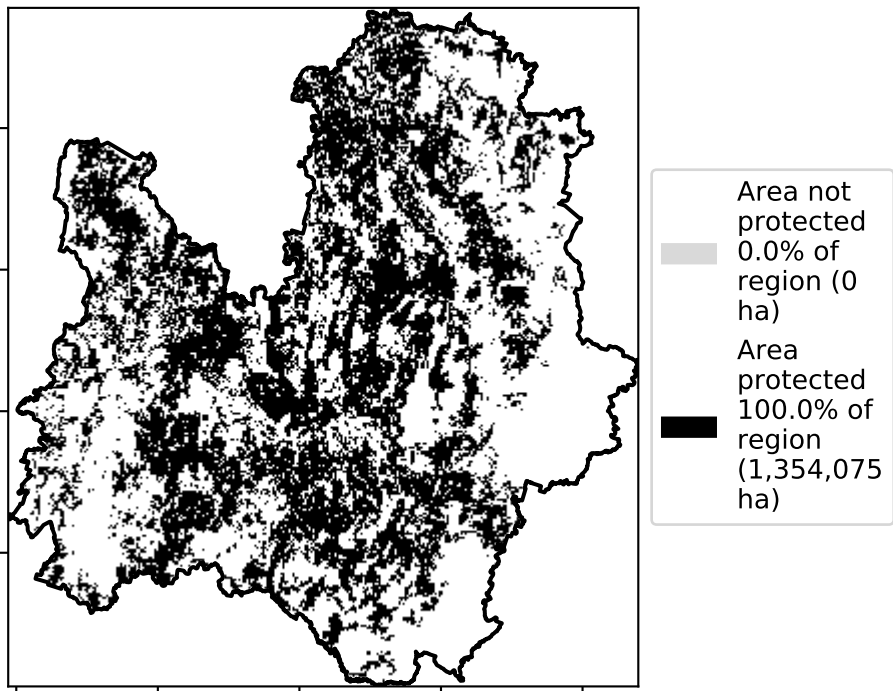 Area not
protected
0.0% of
region (0
ha)
Area
protected
100.0% of
region
(1,354,075
ha)